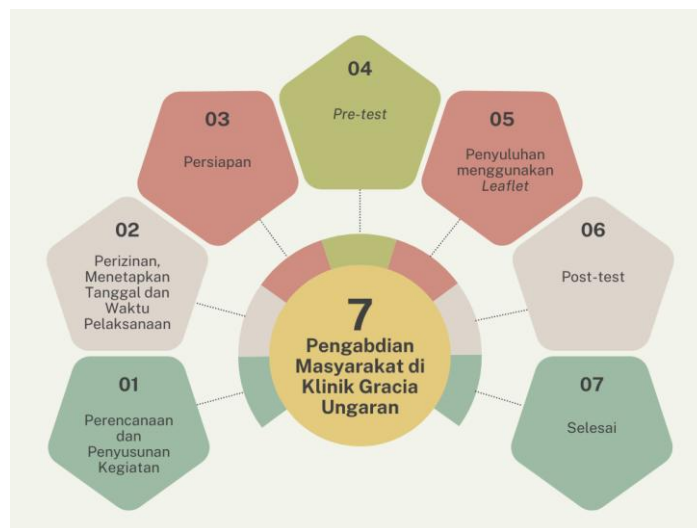 04
Pre-test
03
Persiapan
05
Penyuluhan
menggunakan
Leaflet
02
Perizinan,
Menetapkan
Tanggal dan
Waktu
Pelaksanaan
06
Post-test
7
Pengabdian
Masyarakat di
Klinik Gracia
Ungaran
01
Perencanaan
dan
Penyusunan
Kegiatan
07
Selesai